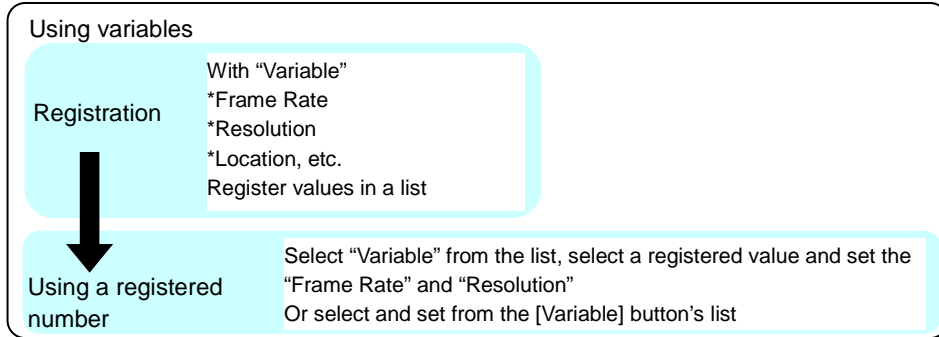 Using variables
Registration
With “Variable”
*Frame Rate
*Resolution
*Location, etc.
Register values in a list
Using a registered
number
Select “Variable” from the list, select a registered value and set the
“Frame Rate” and “Resolution”
Or select and set from the [Variable] button’s list